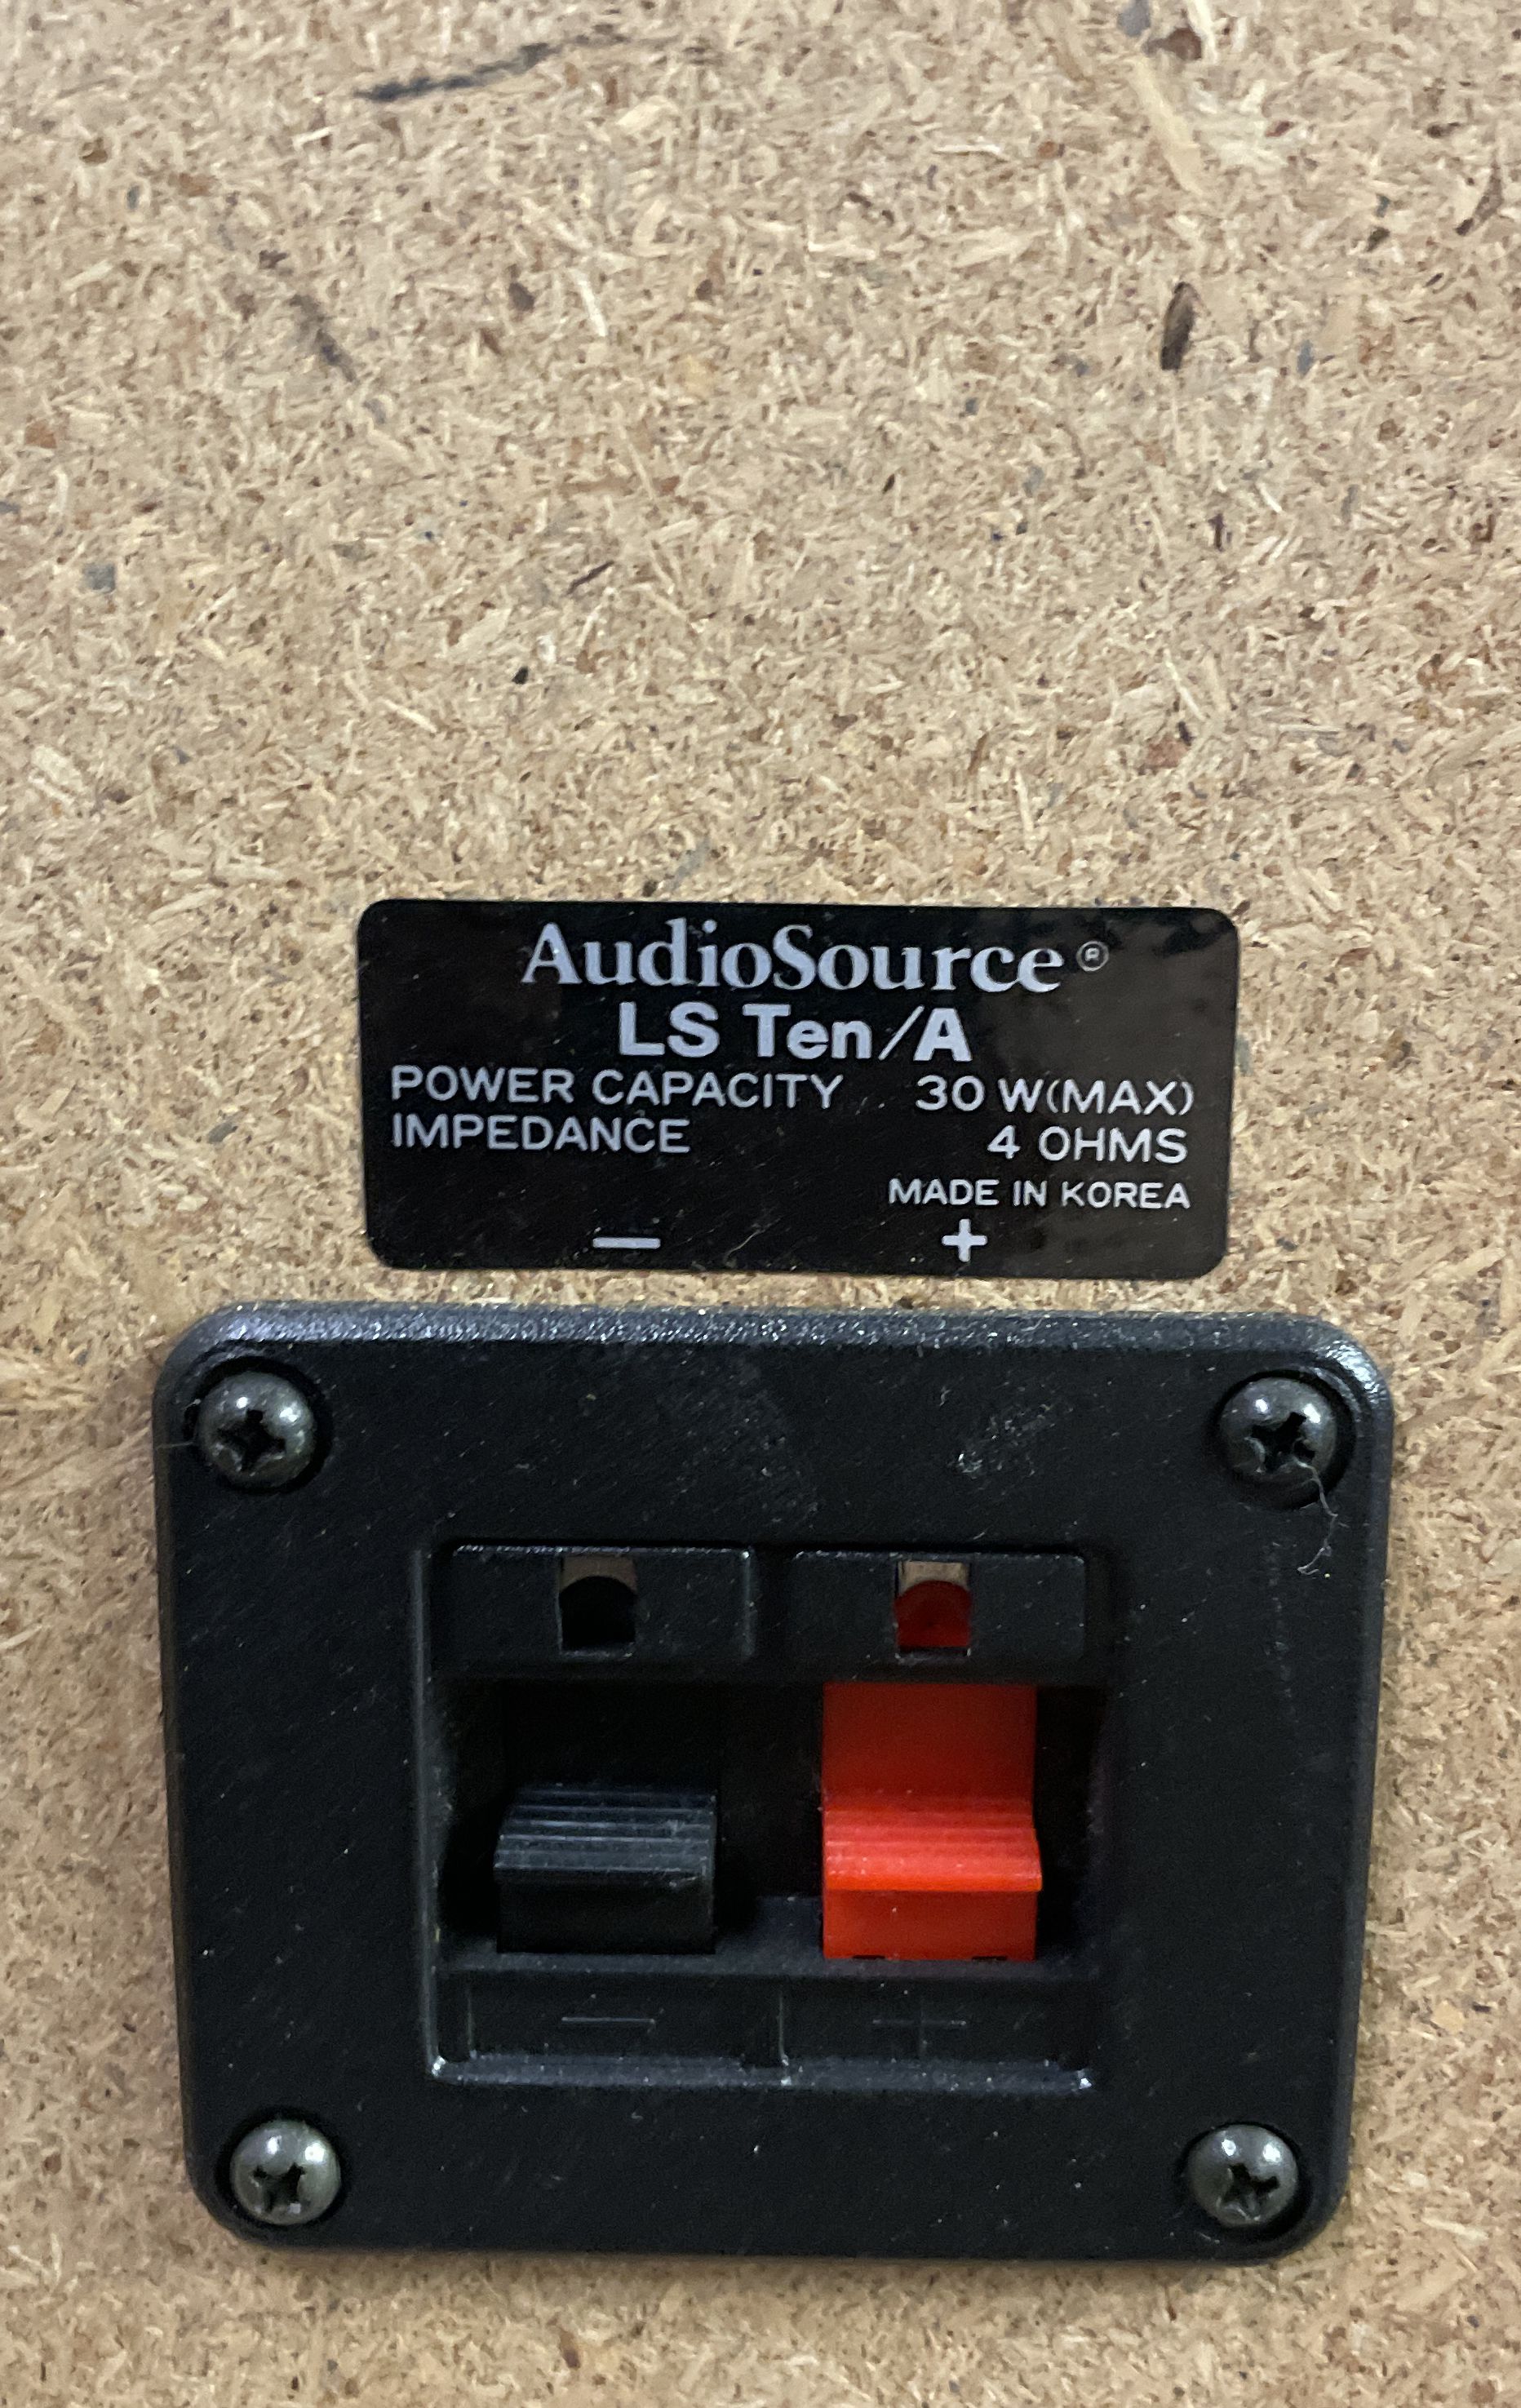 AudioSource®
LS Ten/A
POWER CAPACITY 30 W(MAX)
IMPEDANCE 4 OHMS
MADE IN KOREA
— +
— +